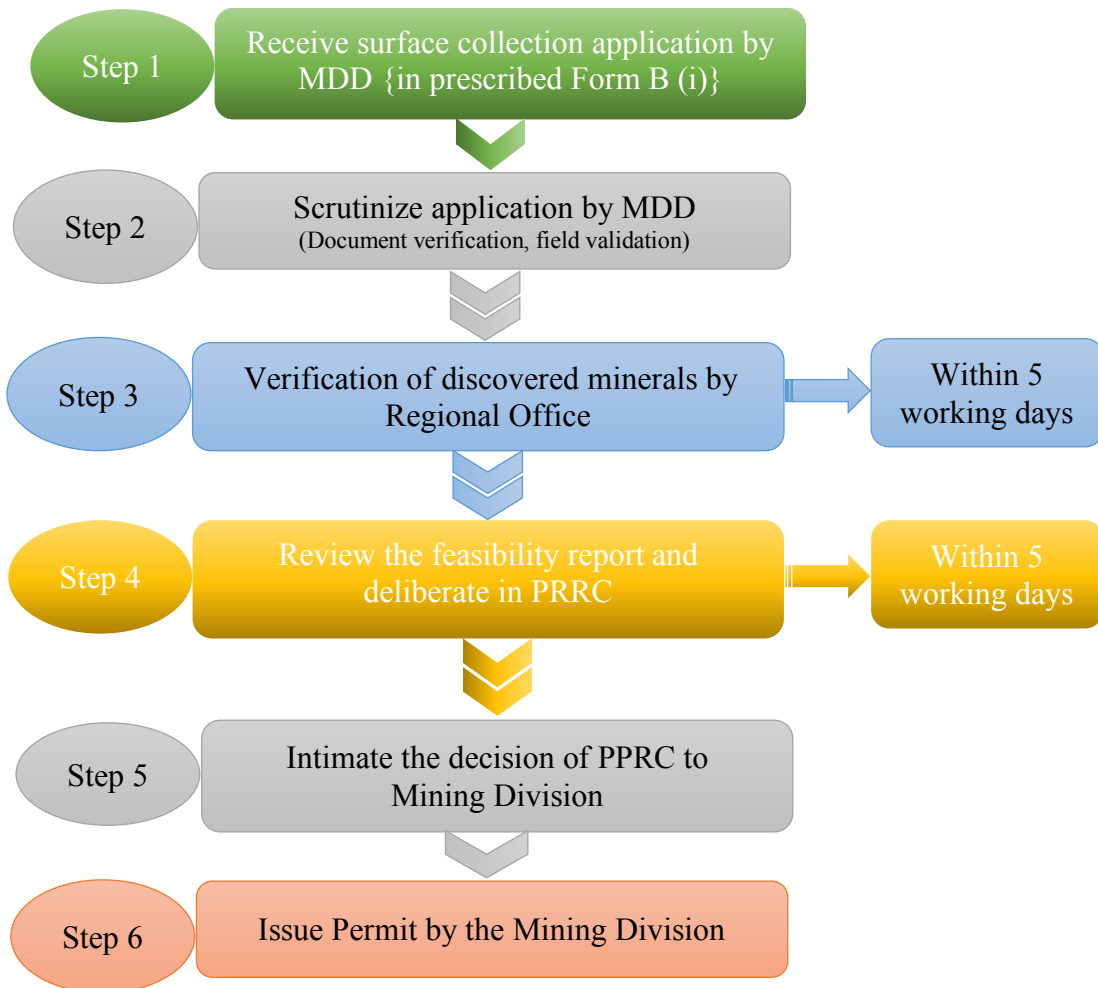 Step 1
Receive surface collection application by
MDD {in prescribed Form B (i)}
Step 2
Scrutinize application by MDD
(Document verification, field validation)
Step 3
Verification of discovered minerals by
Regional Office
Within 5
working days
Step 4
Review the feasibility report and
deliberate in PRRC
Within 5
working days
Step 5
Intimate the decision of PPRC to
Mining Division
Step 6
Issue Permit by the Mining Division